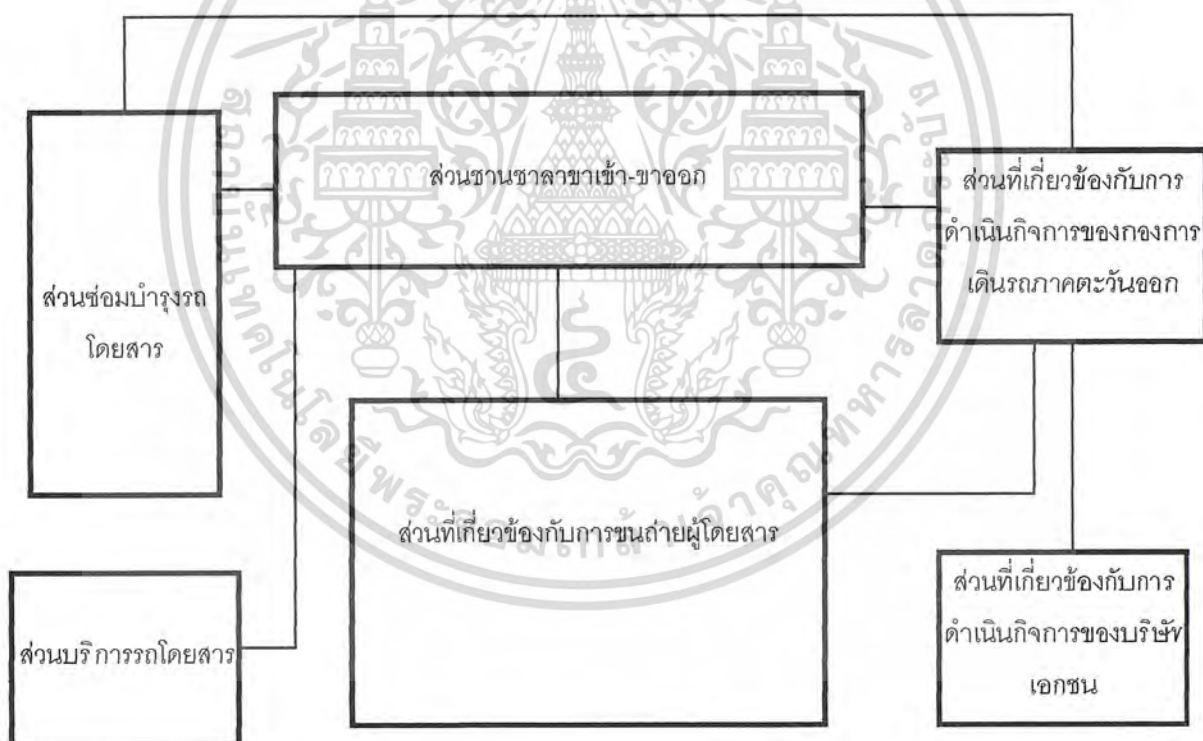 ส่วนชานชาลาขาเข้า-ขาออก
ส่วนที่เกี่ยวข้องกับการ
ดำเนินกิจการของกองการ
เดินรถภาคตะวันออก
ส่วนซ่อมบำรุงรถ
โดยสาร
ส่วนที่เกี่ยวข้องกับการขนถ่ายผู้โดยสาร
ส่วนบริการรถโดยสาร
ส่วนที่เกี่ยวข้องกับการ
ดำเนินกิจการของบริษัท
เอกชน